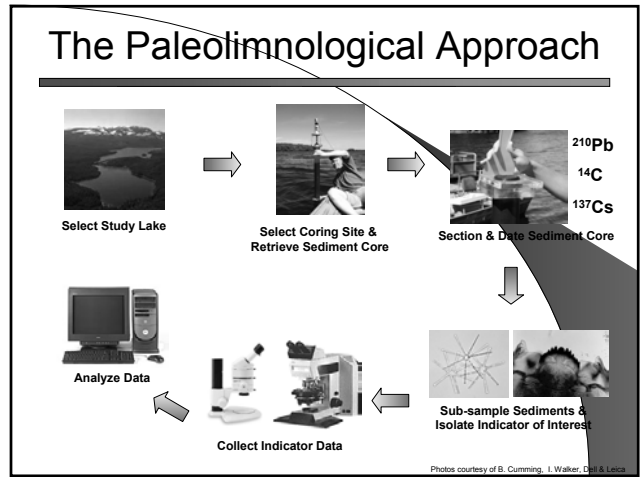 The Paleolimnological Approach
Select Study Lake
Select Coring Site &
Retrieve Sediment Core
²¹⁰Pb
¹⁴C
¹³⁷Cs
Section & Date Sediment Core
Sub-sample Sediments &
Isolate Indicator of Interest
Collect Indicator Data
Analyze Data
Photos courtesy of B. Cumming, I. Walker, Dell & Leica